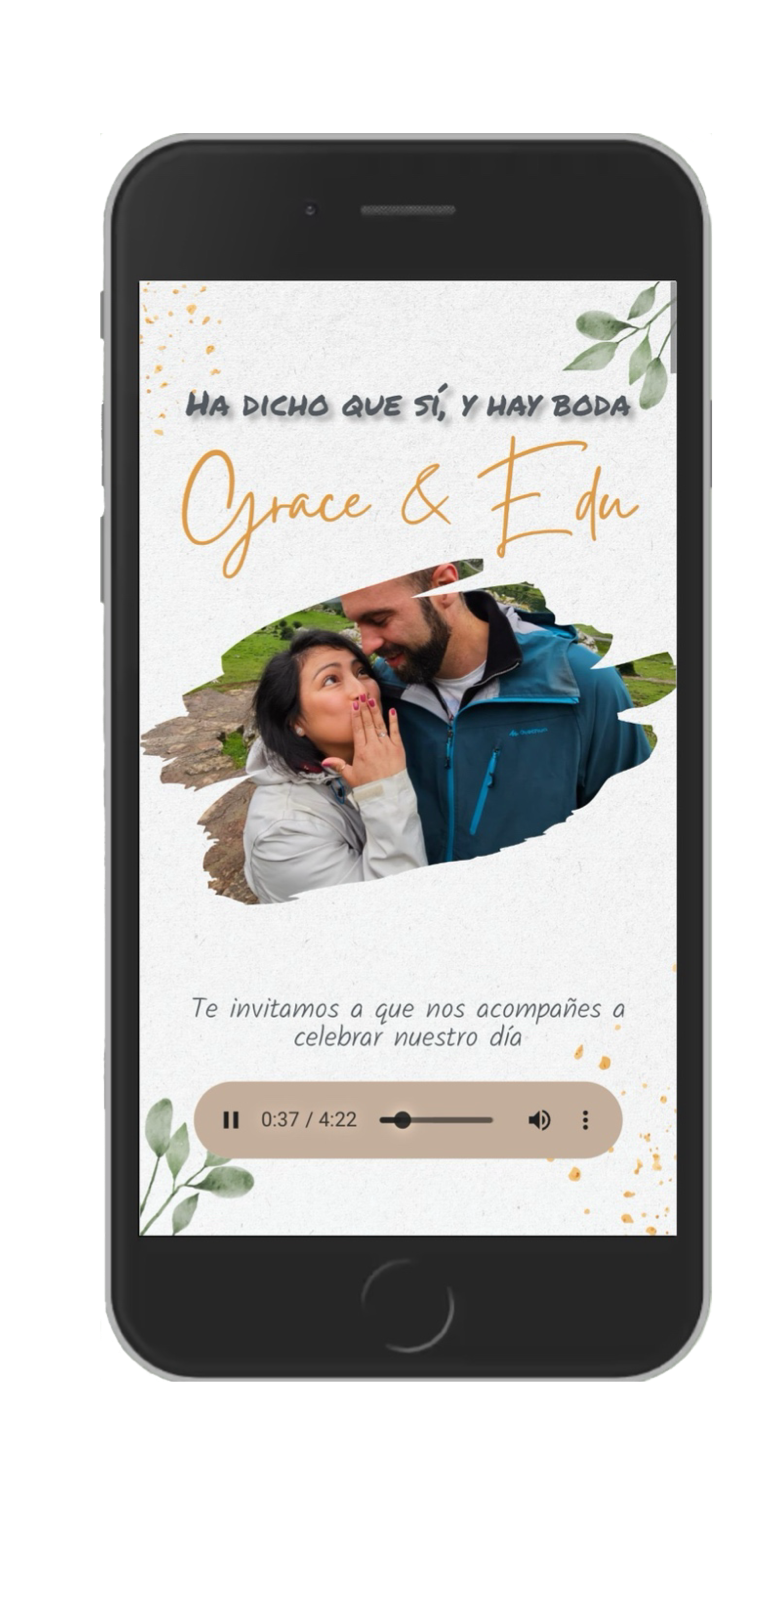 Ha dicho que sí, y hay boda
Grace & Edu
Te invitamos a que nos acompañes a
celebrar nuestro día
0:37 / 4:22